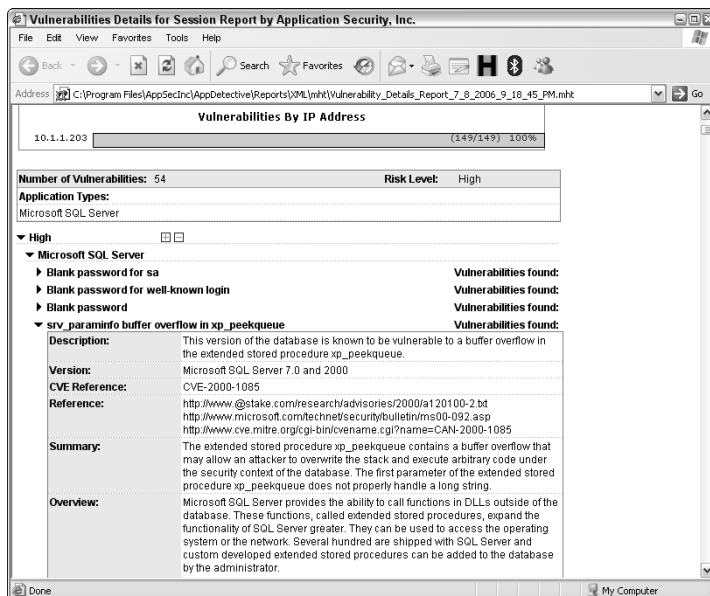 Vulnerabilities Details for Session Report by Application Security, Inc.
File Edit View Favorites Tools Help
Back Search Favorites
Address C:\Program Files\AppSecInc\AppDetective\Reports\XML\mht\Vulnerability_Details_Report_7_8_2006_9_18_45_PM.mht Go
Vulnerabilities By IP Address
10.1.1.203 (149/149) 100%
Number of Vulnerabilities: 54 Risk Level: High
Application Types:
Microsoft SQL Server
High
Microsoft SQL Server
Blank password for sa Vulnerabilities found:
Blank password for well-known login Vulnerabilities found:
Blank password Vulnerabilities found:
srv_paraminfo buffer overflow in xp_peekqueue Vulnerabilities found:
Description: This version of the database is known to be vulnerable to a buffer overflow in
the extended stored procedure xp_peekqueue.
Version: Microsoft SQL Server 7.0 and 2000
CVE Reference: CVE-2000-1085
Reference: http://www.@stake.com/research/advisories/2000/a120100-2.txt
http://www.microsoft.com/technet/security/bulletin/ms00-092.asp
http://www.cve.mitre.org/cgi-bin/cvename.cgi?name=CAN-2000-1085
Summary: The extended stored procedure xp_peekqueue contains a buffer overflow that
may allow an attacker to overwrite the stack and execute arbitrary code under
the security context of the database. The first parameter of the extended stored
procedure xp_peekqueue does not properly handle a long string.
Overview: Microsoft SQL Server provides the ability to call functions in DLLs outside of the
database. These functions, called extended stored procedures, expand the
functionality of SQL Server greater. They can be used to access the operating
system or the network. Several hundred are shipped with SQL Server and
custom developed extended stored procedures can be added to the database
by the administrator.
Done My Computer